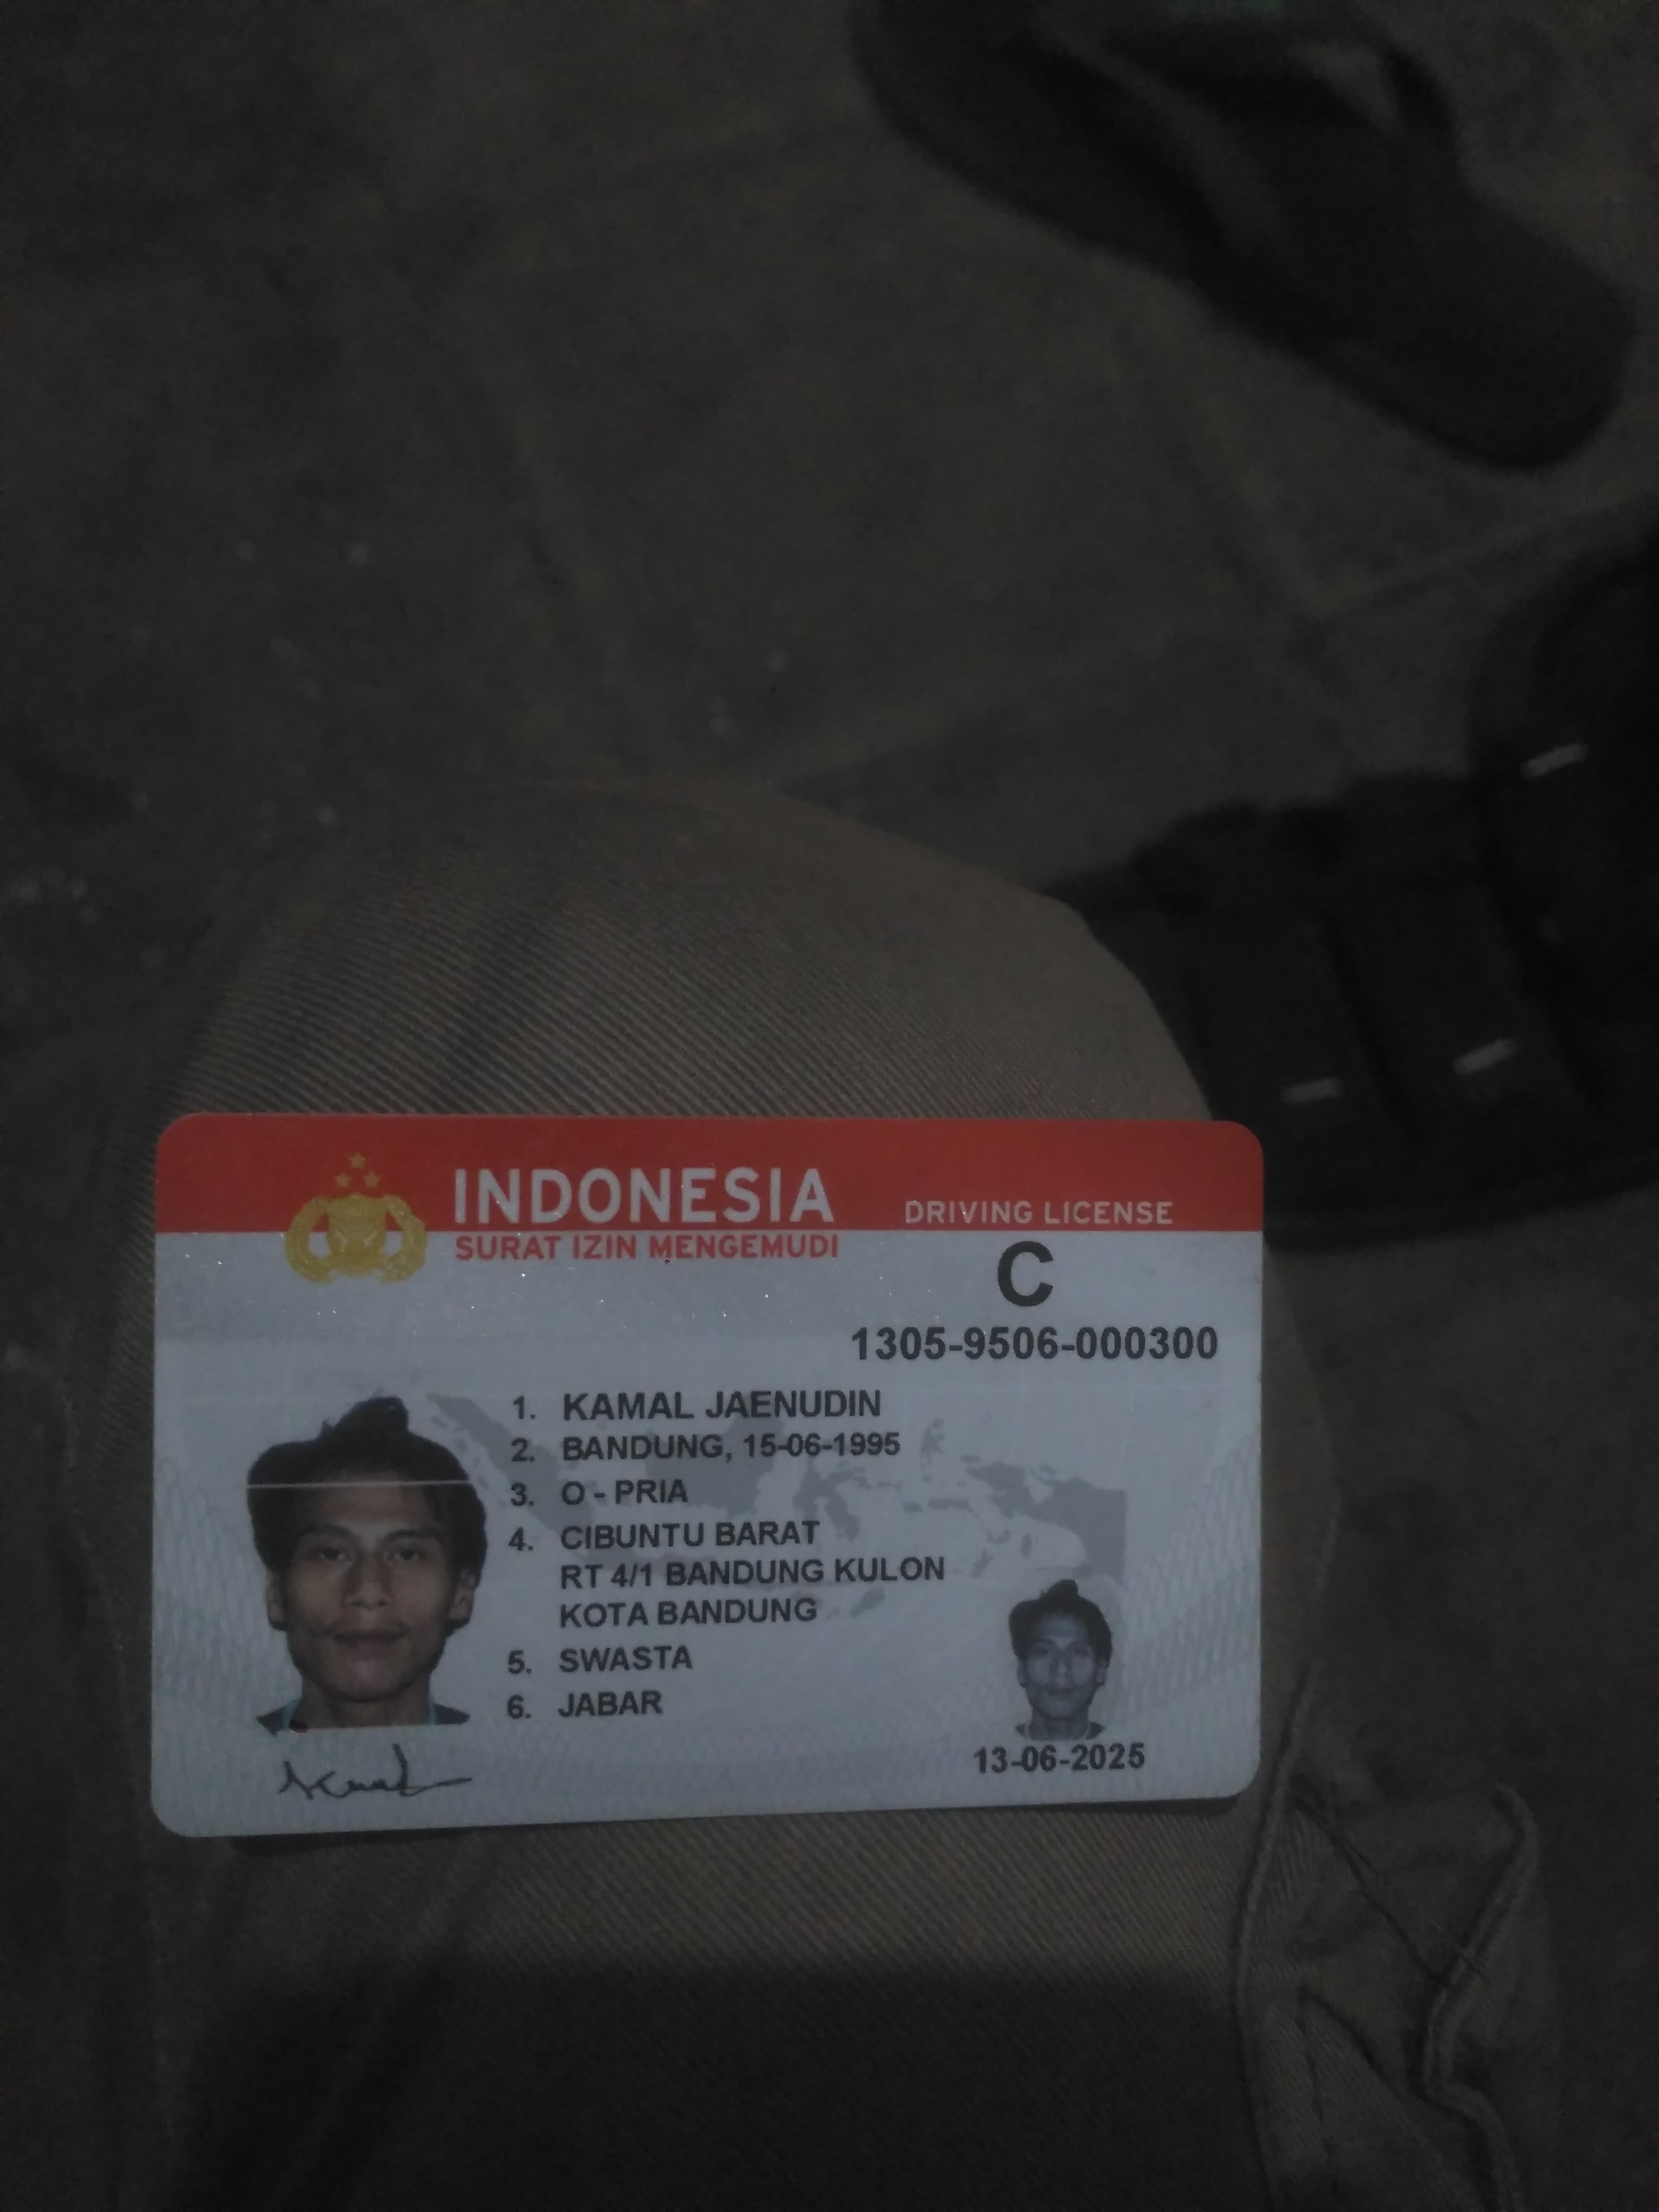 INDONESIA
DRIVING LICENSE
SURAT IZIN MENGEMUDI
C
1305-9506-000300
1. KAMAL JAENUDIN
2. BANDUNG, 15-06-1995
3. O - PRIA
4. CIBUNTU BARAT
RT 4/1 BANDUNG KULON
KOTA BANDUNG
5. SWASTA
6. JABAR
13-06-2025